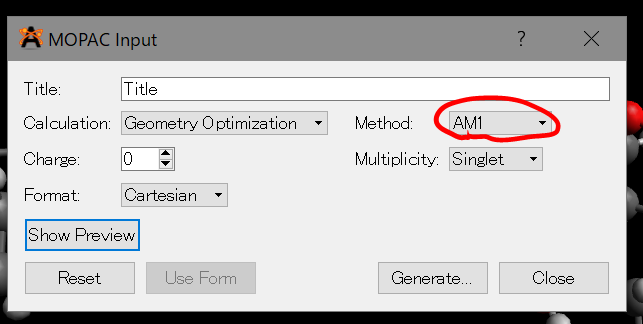 MOPAC Input ?
Title: Title
Calculation: Geometry Optimization Method: AM1
Charge: 0 Multiplicity: Singlet
Format: Cartesian
Show Preview
Reset Use Form Generate... Close